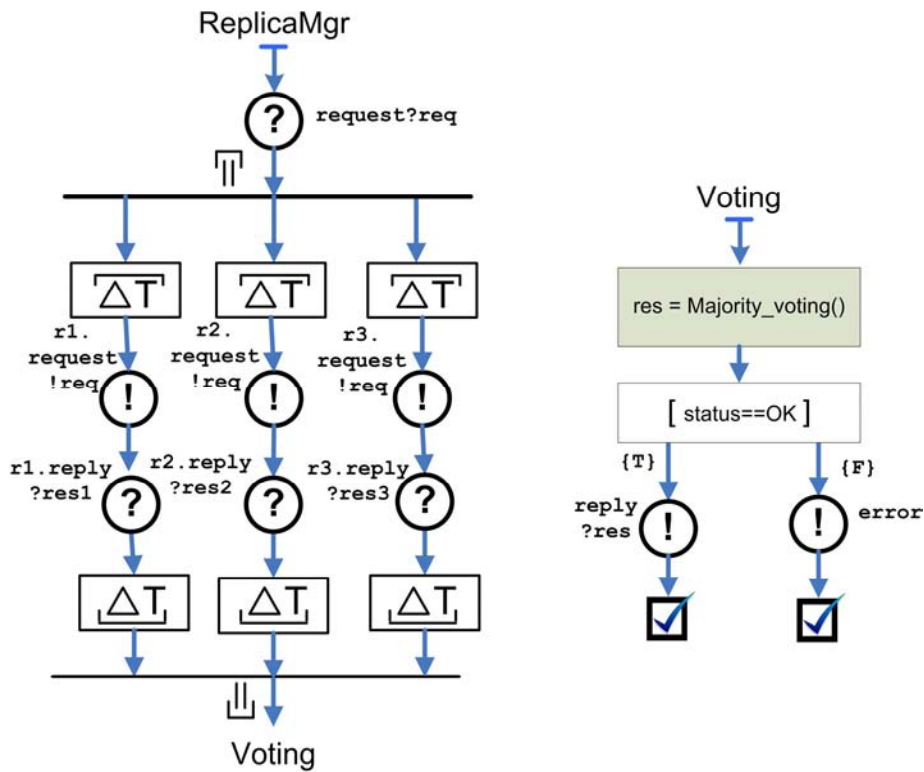 ReplicaMgr
?
request?req
△T △T △T
r1.
request
!req
!
r2.
request
!req
!
r3.
request
!req
!
r1.reply
?res1
?
r2.reply
?res2
?
r3.reply
?res3
?
△T △T △T
Voting
Voting
res = Majority_voting()
[ status==OK ]
{T}
{F}
reply
?res
!
!
error